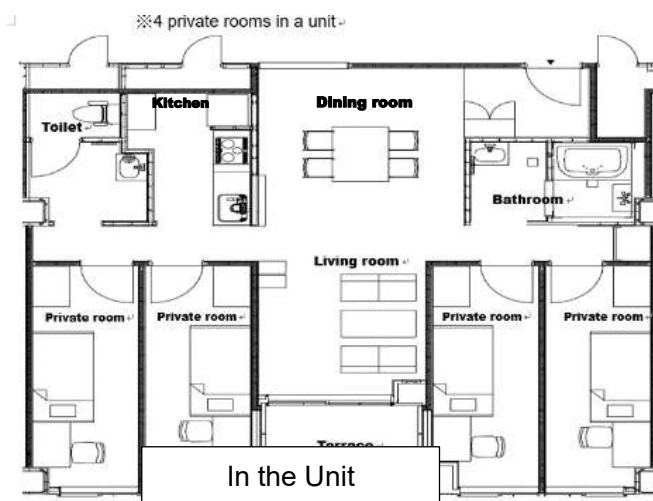 ※4 private rooms in a unit
Kitchen
Dining room
Toilet
Bathroom
Living room
Private room
Private room
Private room
Private room
Terrace
In the Unit